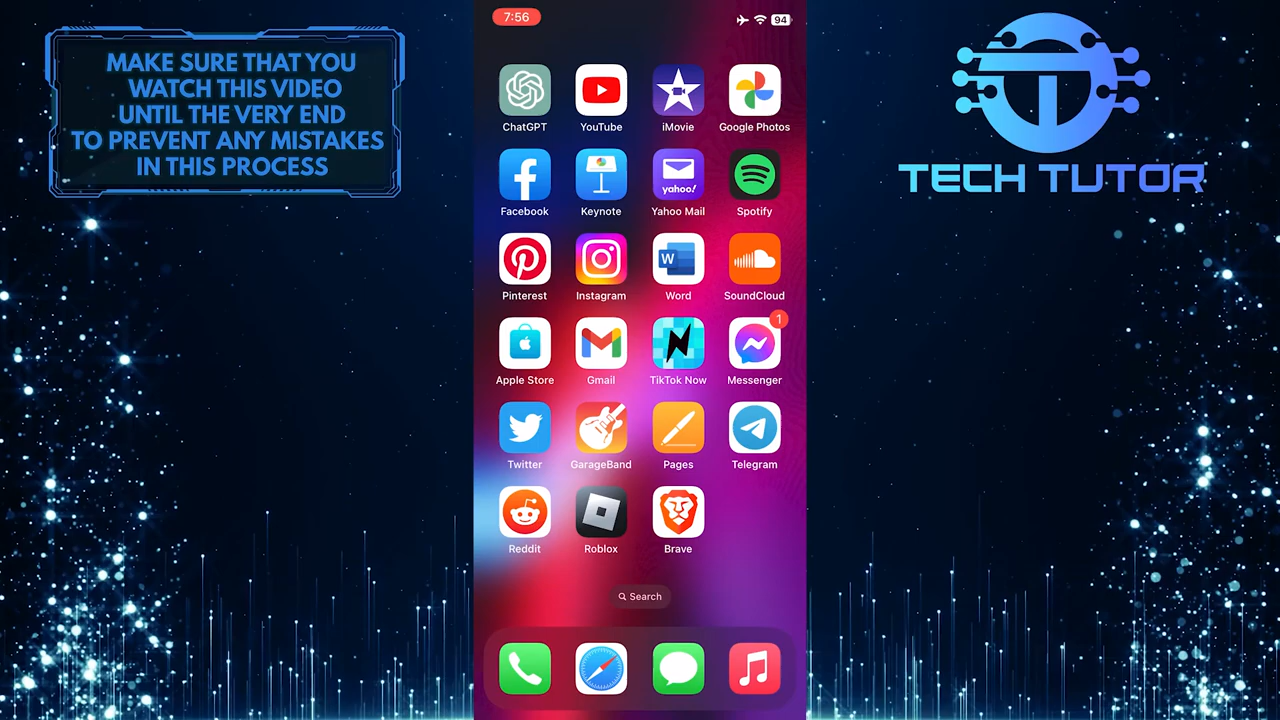 MAKE SURE THAT YOU
WATCH THIS VIDEO
UNTIL THE VERY END
TO PREVENT ANY MISTAKES
IN THIS PROCESS
7:56
94
ChatGPT
YouTube
iMovie
Google Photos
yahoo!
Facebook
Keynote
Yahoo Mail
Spotify
W
Pinterest
Instagram
Word
SoundCloud
1
Apple Store
Gmail
TikTok Now
Messenger
Twitter
GarageBand
Pages
Telegram
Reddit
Roblox
Brave
Search
TECH TUTOR